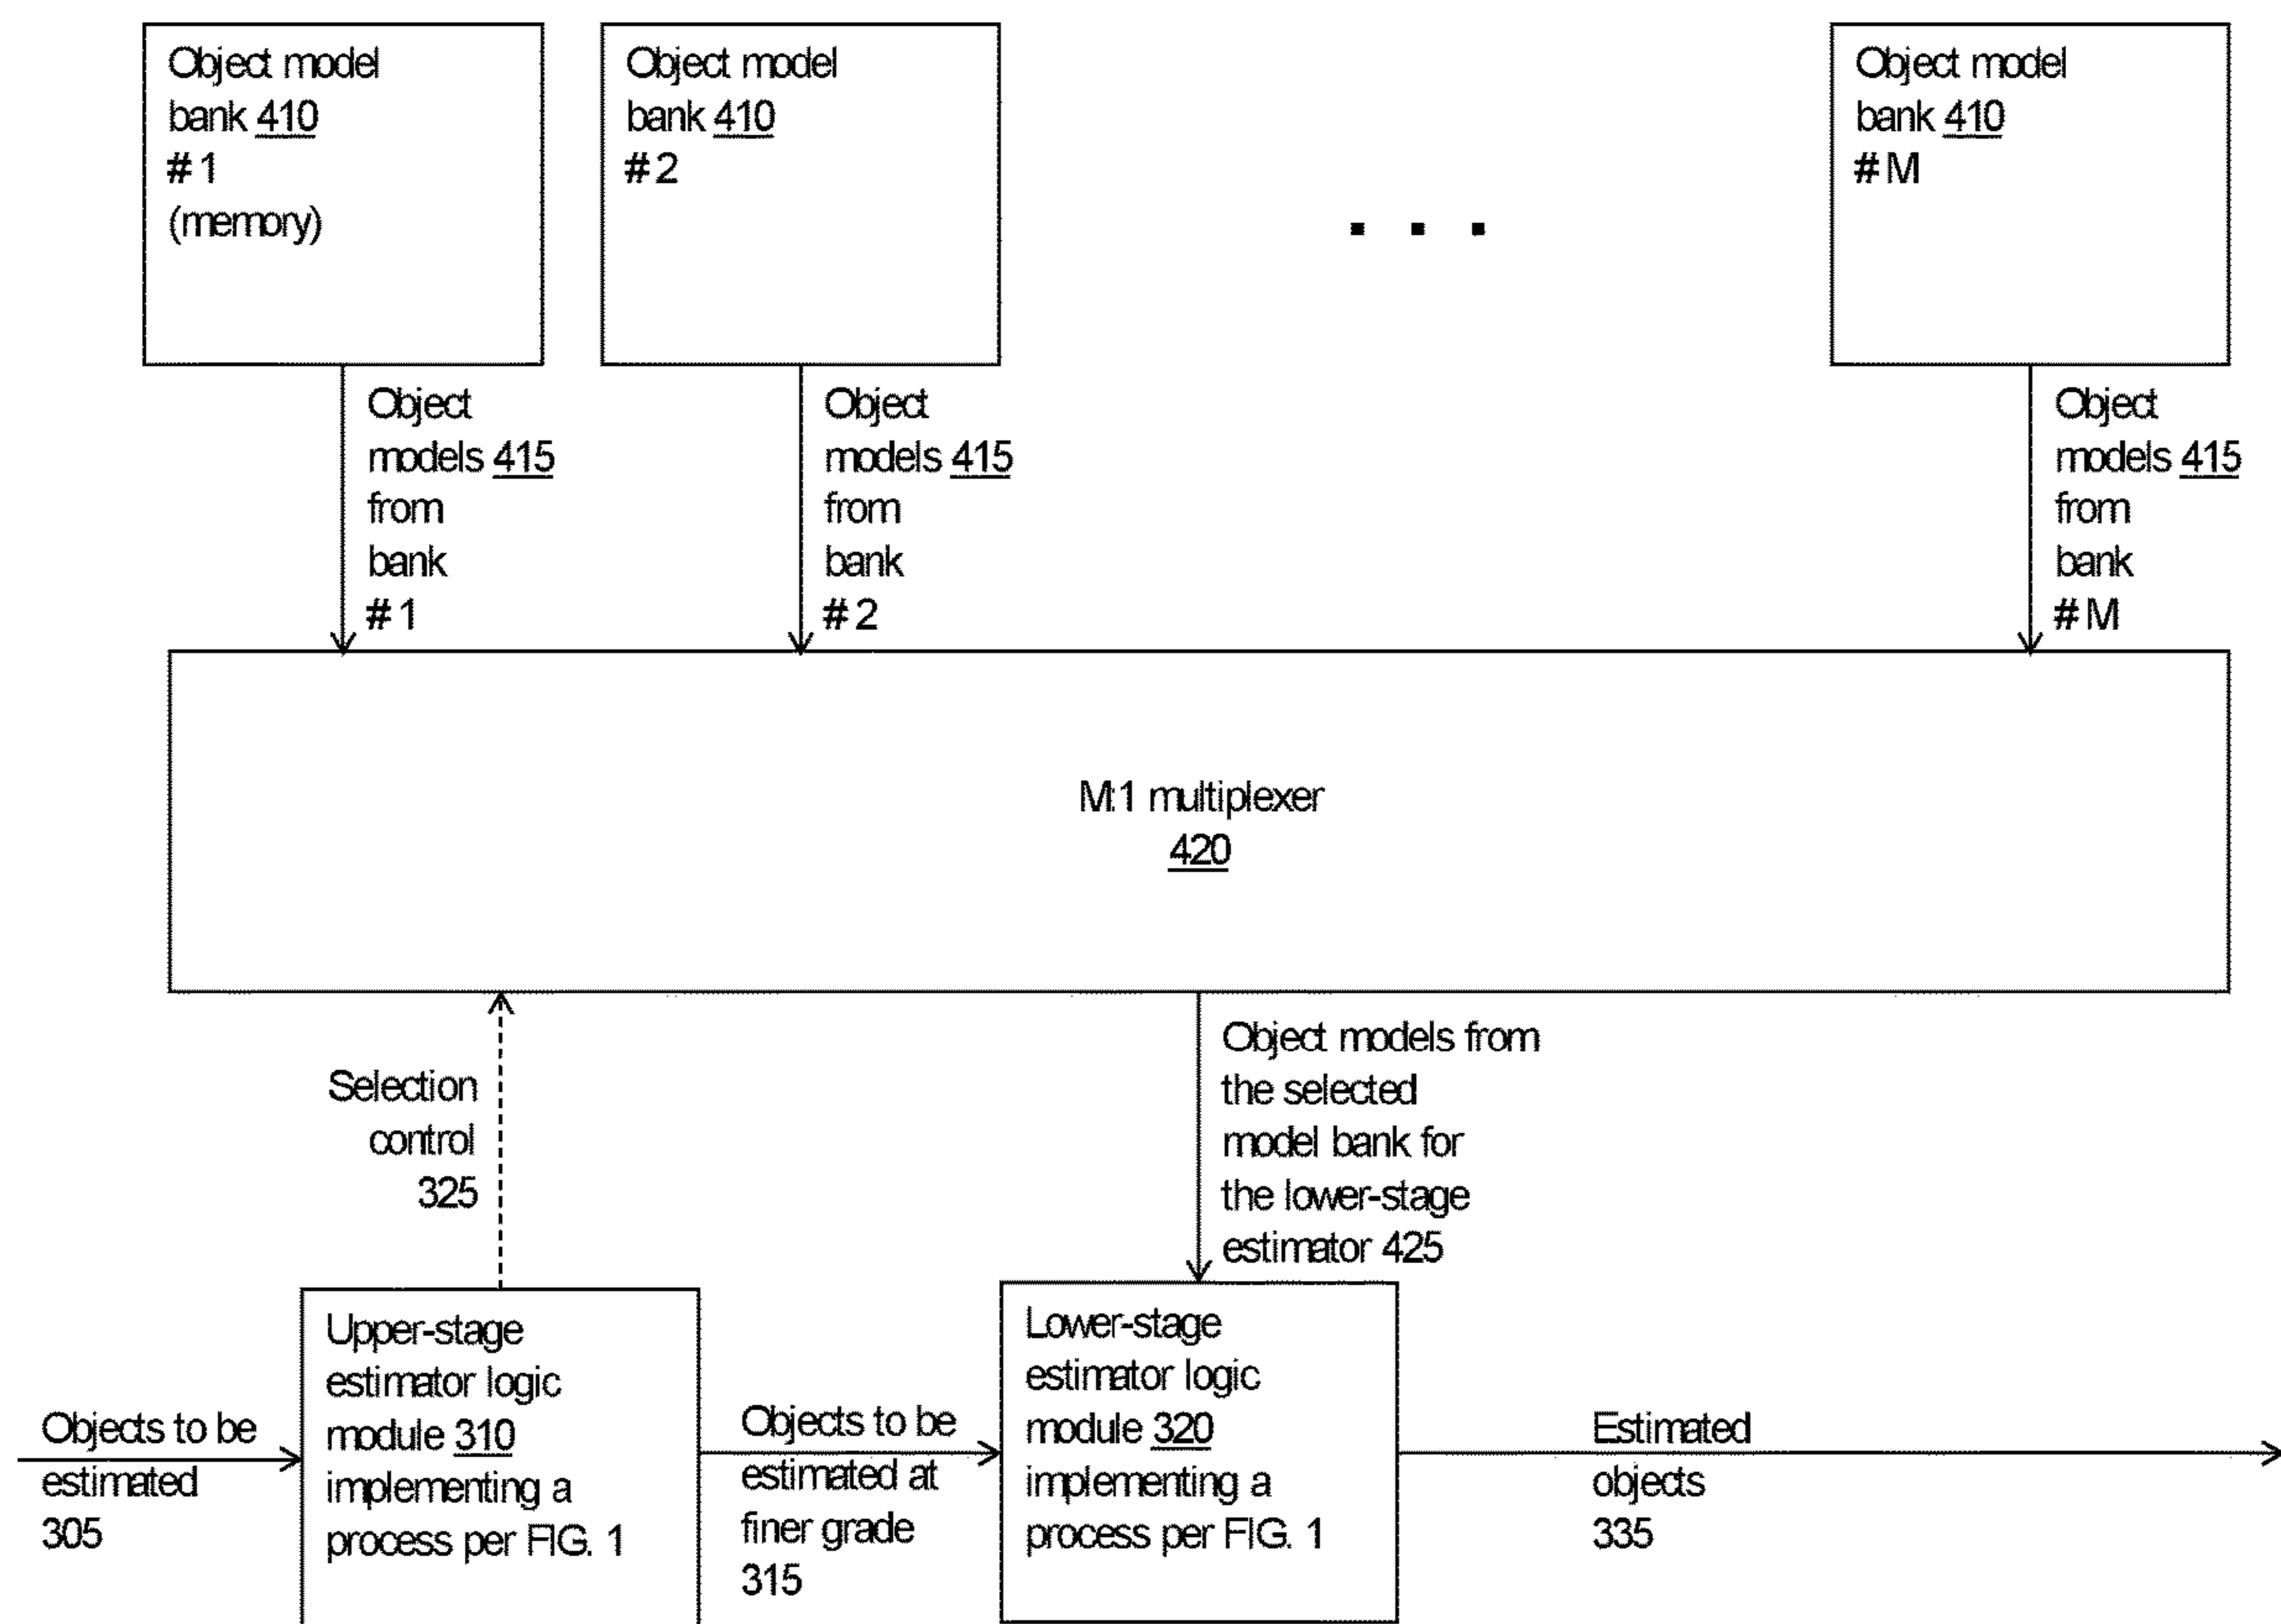 Object model
bank 410
# 1
(memory)
Object model
bank 410
# 2
. . .
Object model
bank 410
# M
Object
models 415
from
bank
# 1
Object
models 415
from
bank
# 2
Object
models 415
from
bank
# M
M:1 multiplexer
420
Selection
control
325
Object models from
the selected
model bank for
the lower-stage
estimator 425
Objects to be
estimated
305
Upper-stage
estimator logic
module 310
implementing a
process per FIG. 1
Objects to be
estimated at
finer grade
315
Lower-stage
estimator logic
module 320
implementing a
process per FIG. 1
Estimated
objects
335